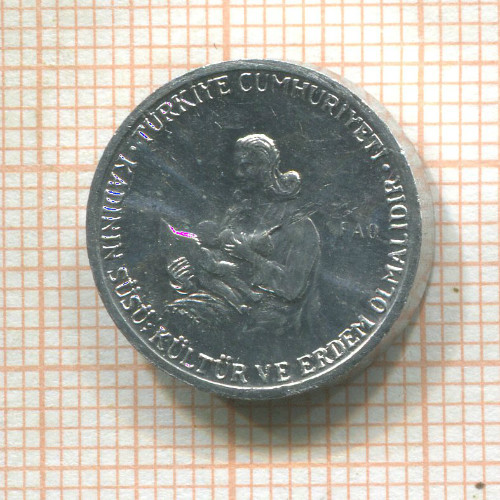 · TÜRKİYE CUMHURİYETİ ·
KADININ SÜSÜ; KÜLTÜR VE ERDEM OLMALIDIR
FAO